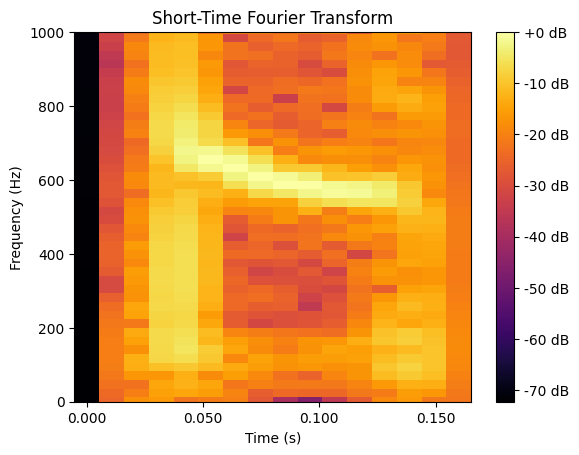 Short-Time Fourier Transform
1000
800
600
400
200
0
Frequency (Hz)
0.000
0.050
0.100
0.150
Time (s)
+0 dB
-10 dB
-20 dB
-30 dB
-40 dB
-50 dB
-60 dB
-70 dB